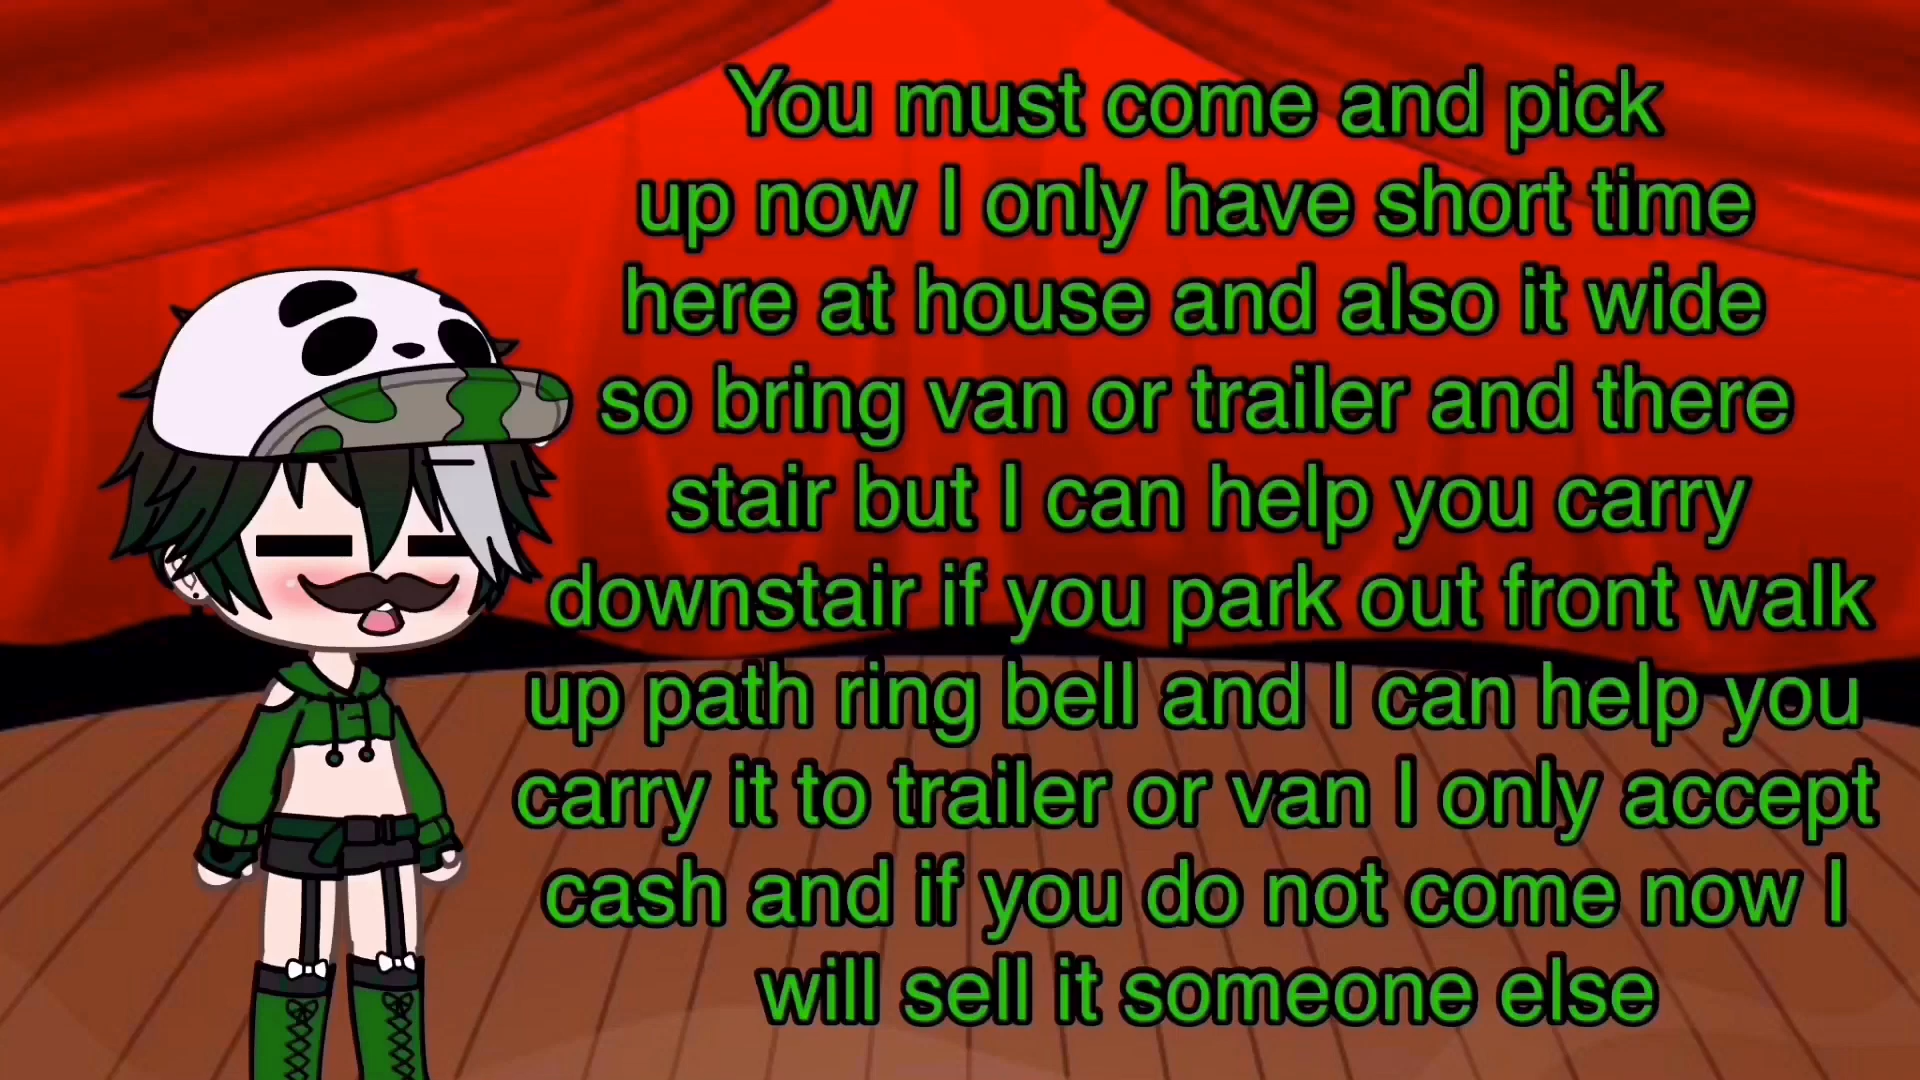 You must come and pick
up now I only have short time
here at house and also it wide
so bring van or trailer and there
stair but I can help you carry
downstair if you park out front walk
up path ring bell and I can help you
carry it to trailer or van I only accept
cash and if you do not come now I
will sell it someone else